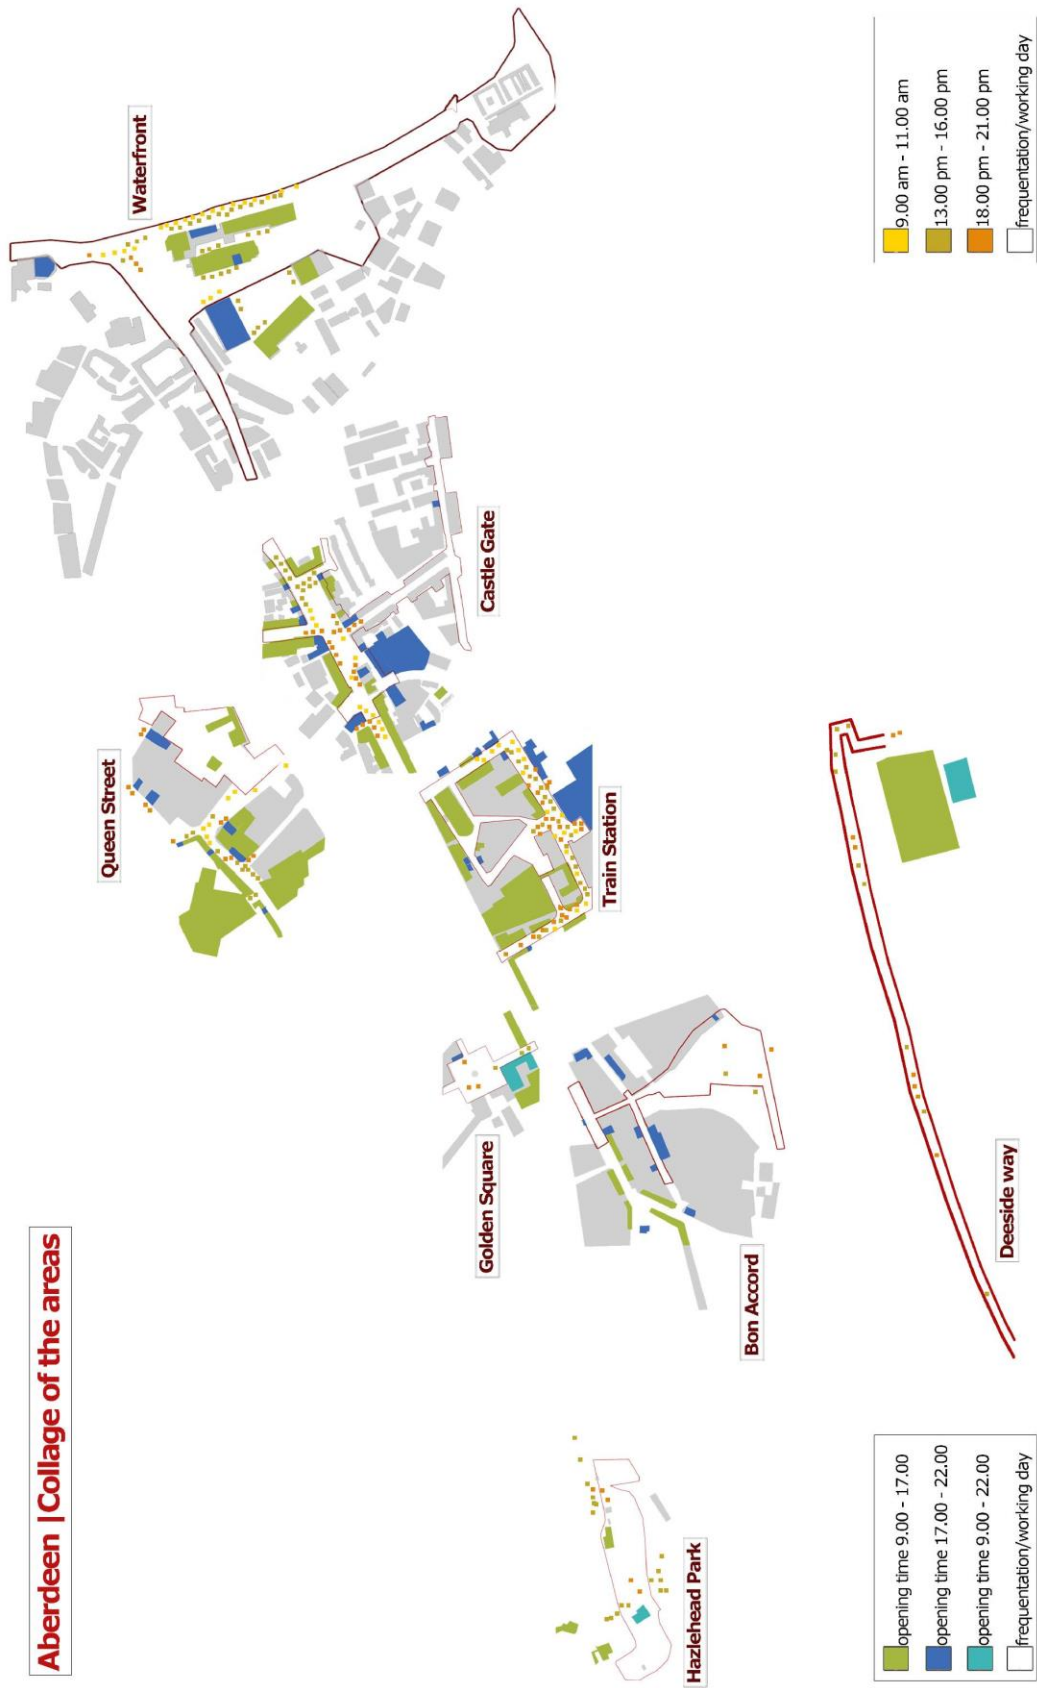 Aberdeen |Collage of the areas
Waterfront
Queen Street
Castle Gate
Train Station
Golden Square
Bon Accord
Hazlehead Park
Deeside way
opening time 9.00 - 17.00
opening time 17.00 - 22.00
opening time 9.00 - 22.00
frequentation/working day
9.00 am - 11.00 am
13.00 pm - 16.00 pm
18.00 pm - 21.00 pm
frequentation/working day